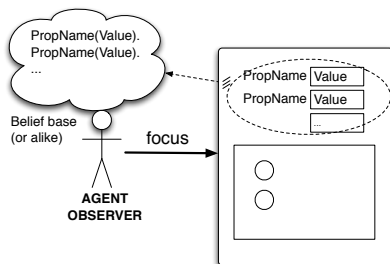 PropName(Value).
PropName(Value).
...
Belief base
(or alike)
focus
AGENT
OBSERVER
PropName Value
PropName Value
...